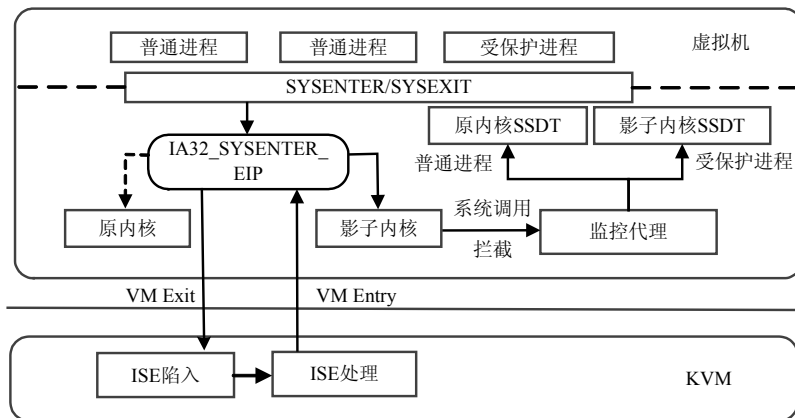 普通进程
普通进程
受保护进程
虚拟机
SYSENTER/SYSEXIT
原内核SSDT
影子内核SSDT
IA32_SYSENTER_
EIP
普通进程
受保护进程
原内核
影子内核
系统调用
拦截
监控代理
VM Exit
VM Entry
ISE陷入
ISE处理
KVM